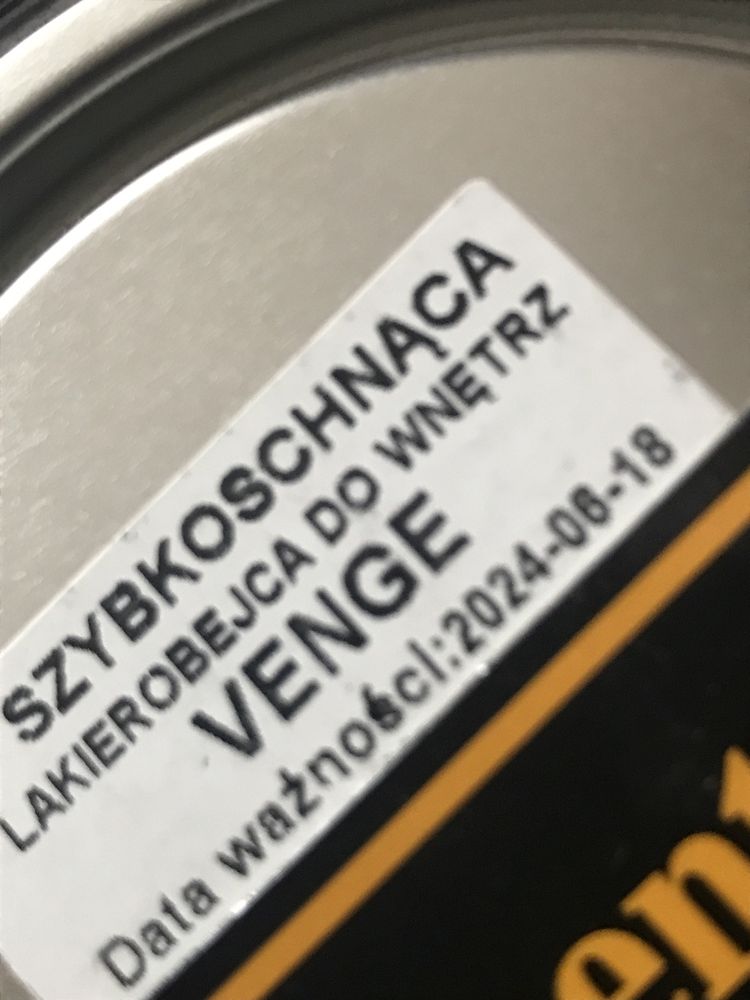 SZYBKOSCHNĄCA
LAKIEROBEJCA DO WNĘTRZ
VENGE
Data ważności:2024-06-18